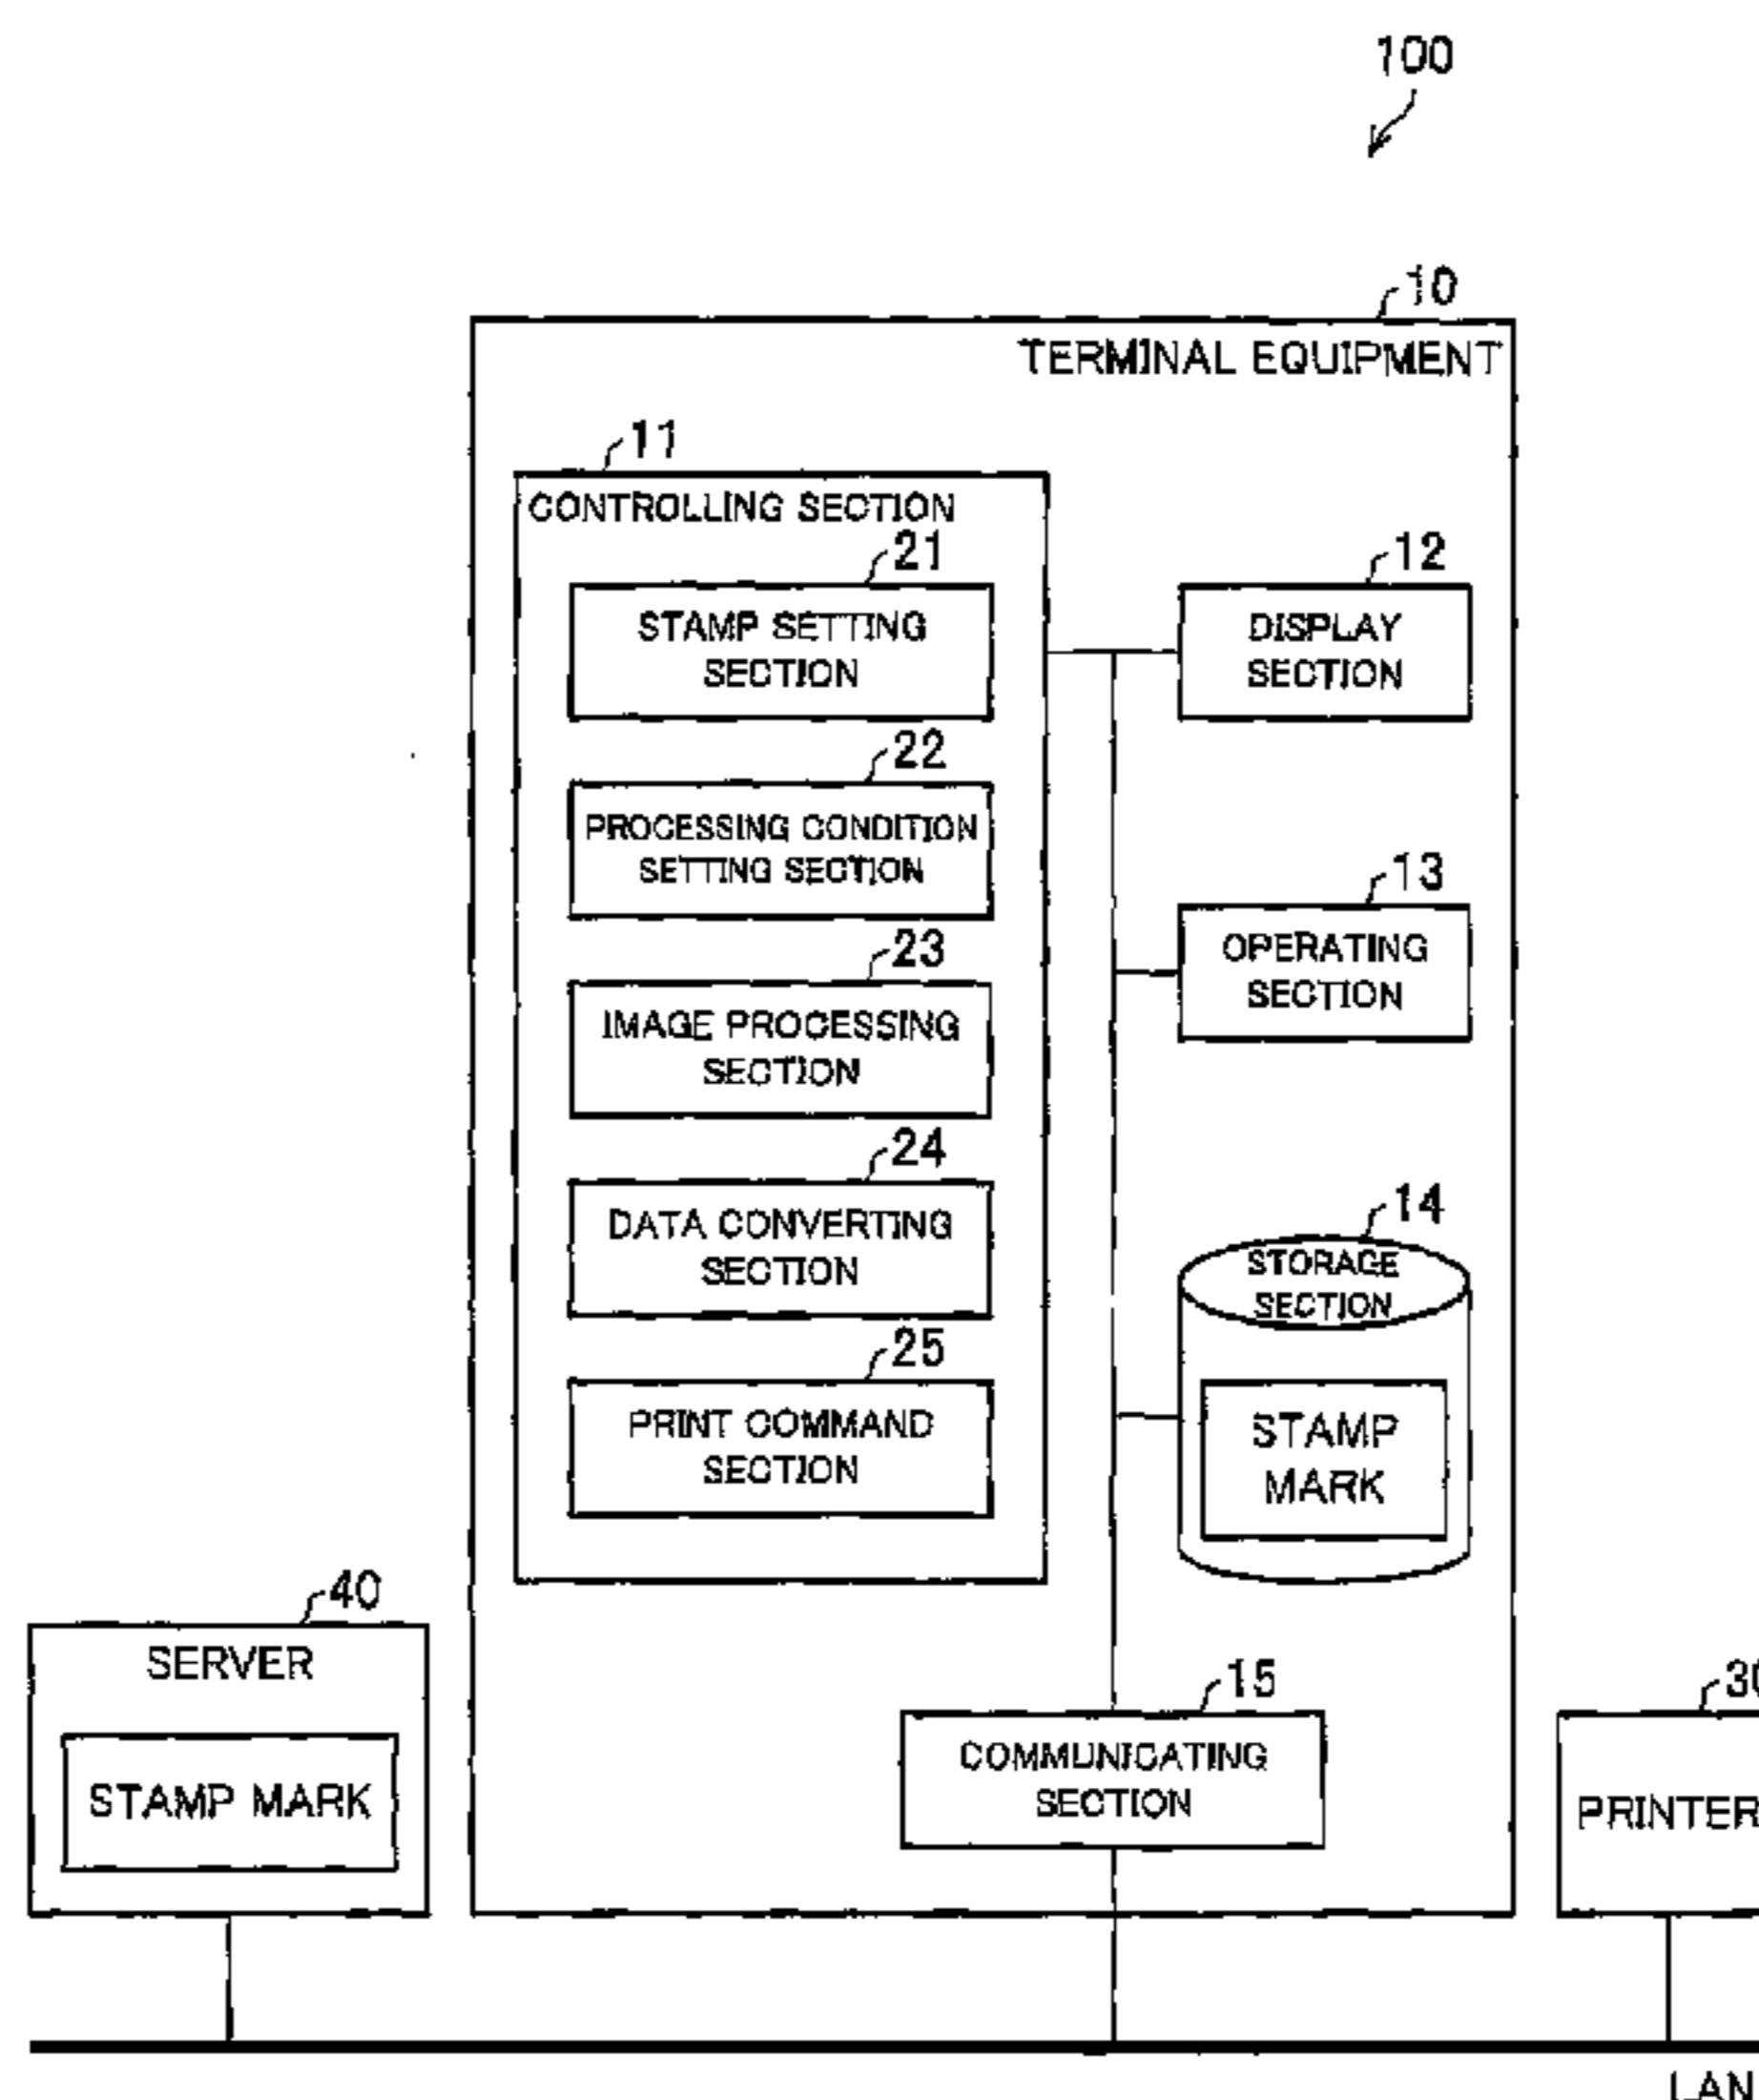 100
10
TERMINAL EQUIPMENT
11
CONTROLLING SECTION
21
STAMP SETTING
SECTION
12
DISPLAY
SECTION
22
PROCESSING CONDITION
SETTING SECTION
13
OPERATING
SECTION
23
IMAGE PROCESSING
SECTION
24
DATA CONVERTING
SECTION
14
STORAGE
SECTION
25
PRINT COMMAND
SECTION
STAMP
MARK
40
SERVER
STAMP MARK
15
COMMUNICATING
SECTION
30
PRINTER
LAN